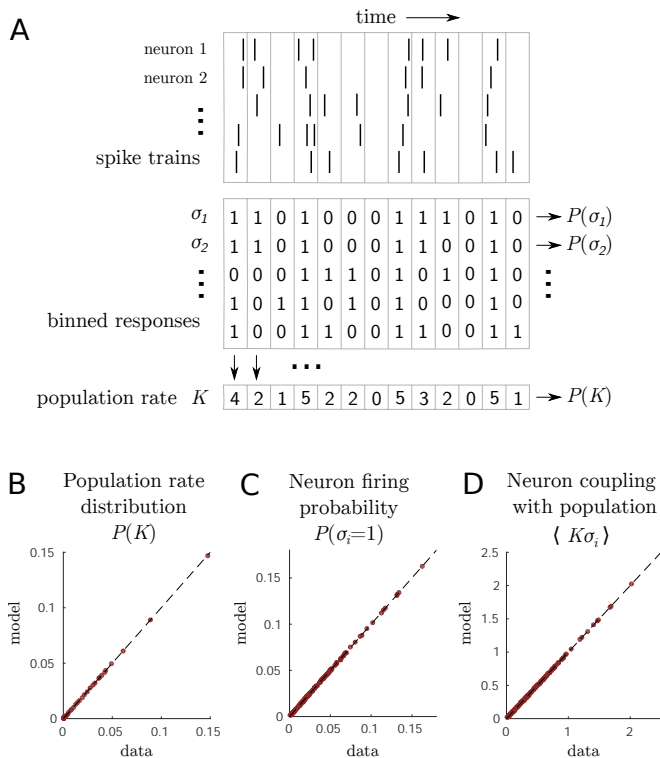 time
A
neuron 1
neuron 2
spike trains
σ1 1 1 0 1 0 0 0 1 1 1 0 1 0 P(σ1)
σ2 1 1 0 1 0 0 0 1 1 0 0 1 0 P(σ2)
0 0 0 1 1 1 0 1 0 1 0 1 0
1 0 1 1 0 1 0 1 0 0 0 1 0
binned responses 1 0 0 1 1 0 0 1 1 0 0 1 1
population rate K 4 2 1 5 2 2 0 5 3 2 0 5 1 P(K)
B
Population rate
distribution
P(K)
0.15
0.1
0.05
0
0 0.05 0.1 0.15
model
data
C
Neuron firing
probability
P(σi=1)
0.15
0.1
0.05
0
0 0.05 0.1 0.15
model
data
D
Neuron coupling
with population
⟨ Kσi ⟩
2.5
2
1.5
1
0.5
0
0 1 2
model
data